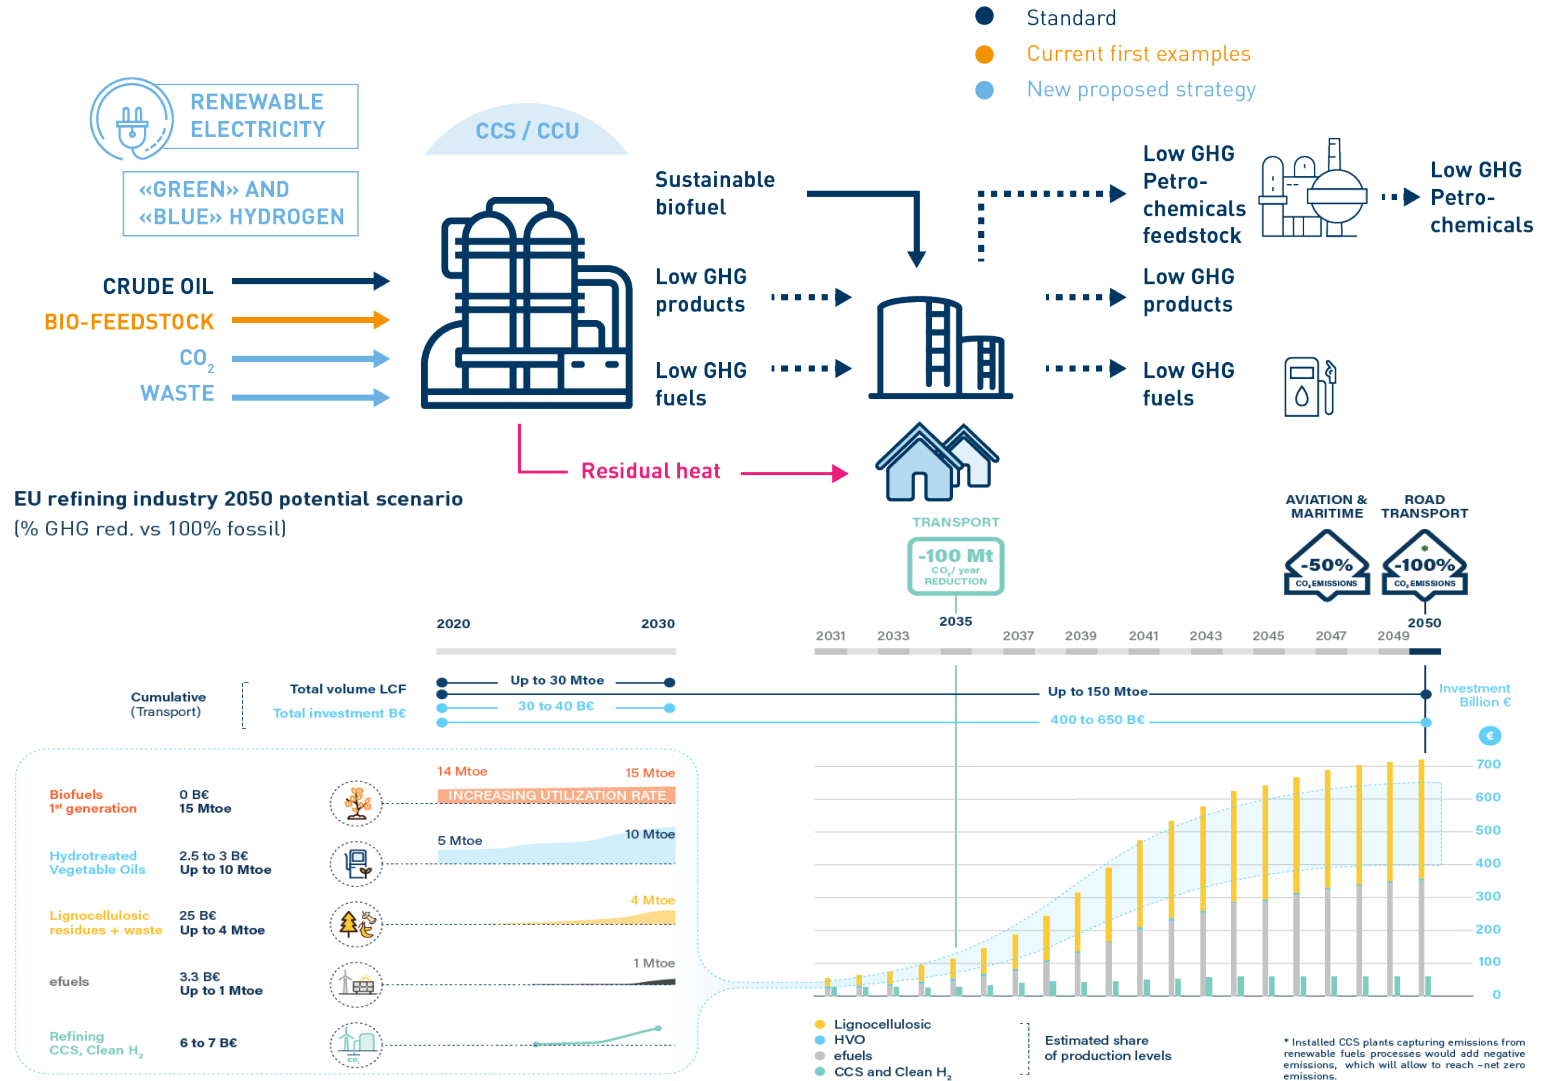 Standard
Current first examples
New proposed strategy
RENEWABLE
ELECTRICITY
«GREEN» AND
«BLUE» HYDROGEN
CCS / CCU
CRUDE OIL
BIO-FEEDSTOCK
CO2
WASTE
Sustainable
biofuel
Low GHG
products
Low GHG
fuels
Low GHG
Petro-
chemicals
feedstock
Low GHG
Petro-
chemicals
Low GHG
products
Low GHG
fuels
Residual heat
EU refining industry 2050 potential scenario
(% GHG red. vs 100% fossil)
TRANSPORT
-100 Mt
CO2/ year
REDUCTION
AVIATION &
MARITIME
-50%
CO2 EMISSIONS
ROAD
TRANSPORT
*
-100%
CO2 EMISSIONS
2020 2030
2035 2050
2031 2033 2037 2039 2041 2043 2045 2047 2049
Cumulative
(Transport)
Total volume LCF
Total investment B€
Up to 30 Mtoe
30 to 40 B€
Up to 150 Mtoe
400 to 650 B€
Investment
Billion €
€
Biofuels
1st generation
0 B€
15 Mtoe
14 Mtoe
15 Mtoe
INCREASING UTILIZATION RATE
Hydrotreated
Vegetable Oils
2.5 to 3 B€
Up to 10 Mtoe
5 Mtoe
10 Mtoe
Lignocellulosic
residues + waste
25 B€
Up to 4 Mtoe
4 Mtoe
efuels
3.3 B€
Up to 1 Mtoe
1 Mtoe
Refining
CCS, Clean H2
6 to 7 B€
CO2
700
600
500
400
300
200
100
0
Lignocellulosic
HVO
efuels
CCS and Clean H2
Estimated share
of production levels
* Installed CCS plants capturing emissions from
renewable fuels processes would add negative
emissions, which will allow to reach ~net zero
emissions.